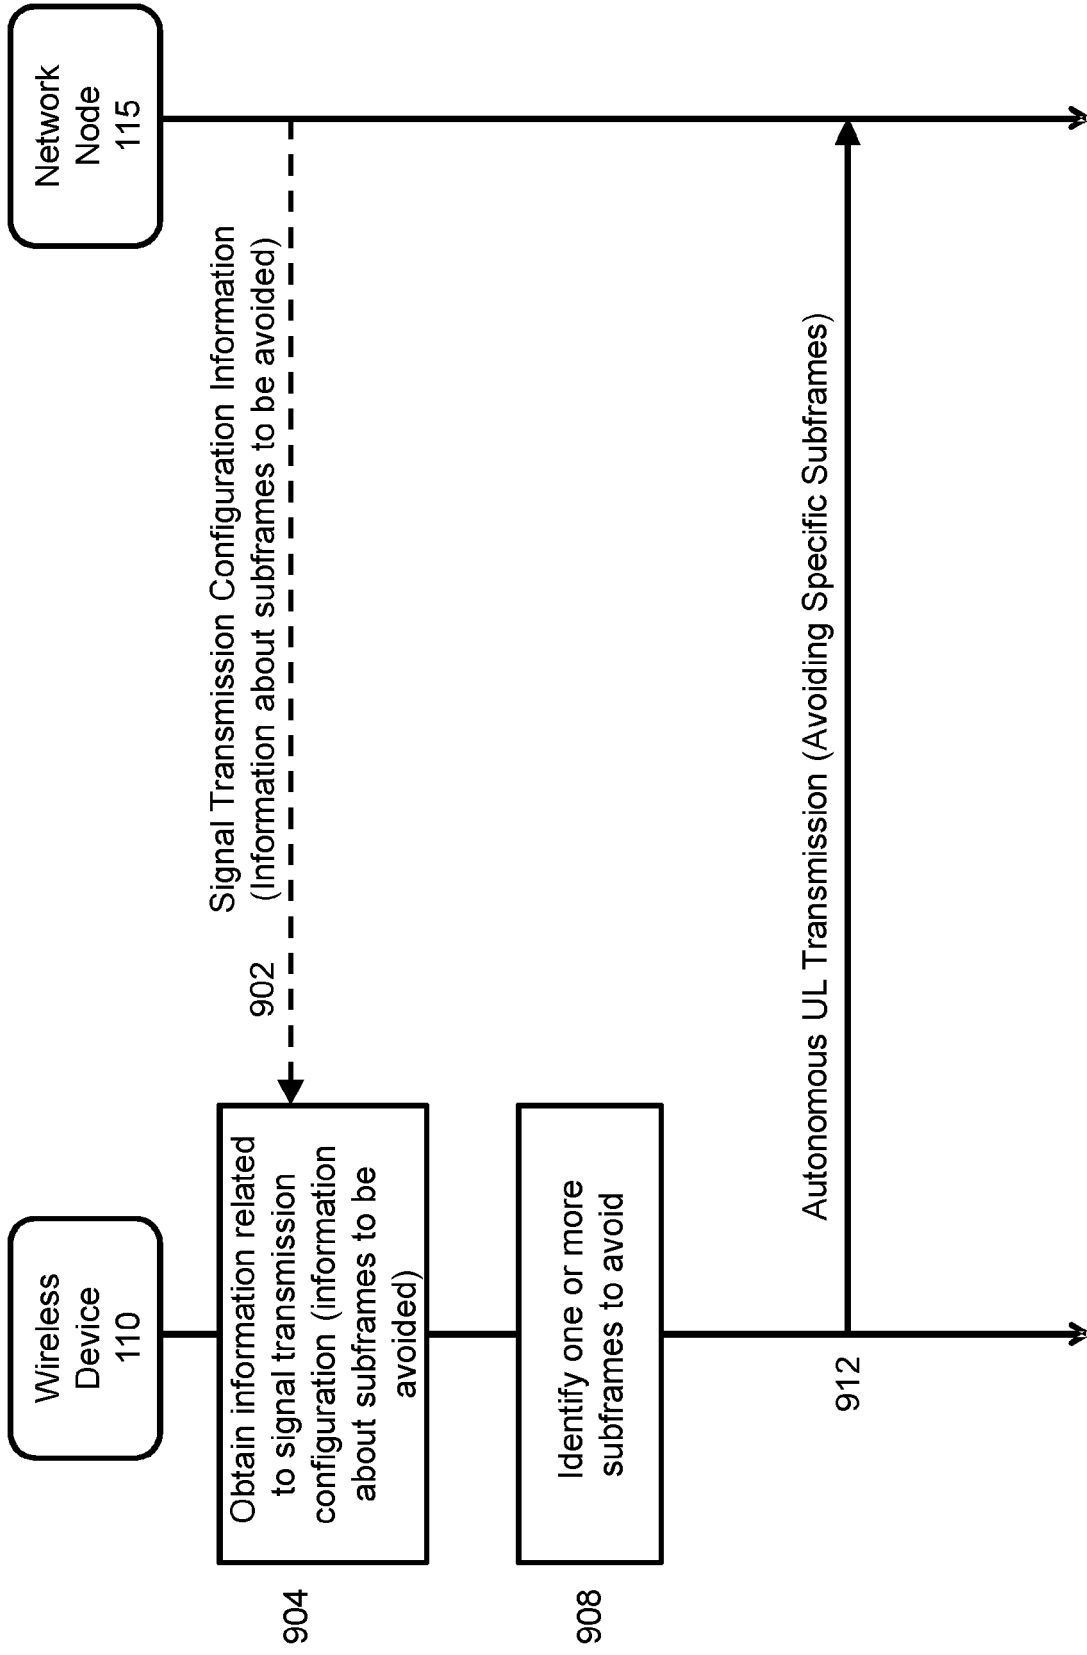 Wireless
Device
110
Network
Node
115
Signal Transmission Configuration Information
(Information about subframes to be avoided)
902
904
Obtain information related
to signal transmission
configuration (information
about subframes to be
avoided)
908
Identify one or more
subframes to avoid
Autonomous UL Transmission (Avoiding Specific Subframes)
912